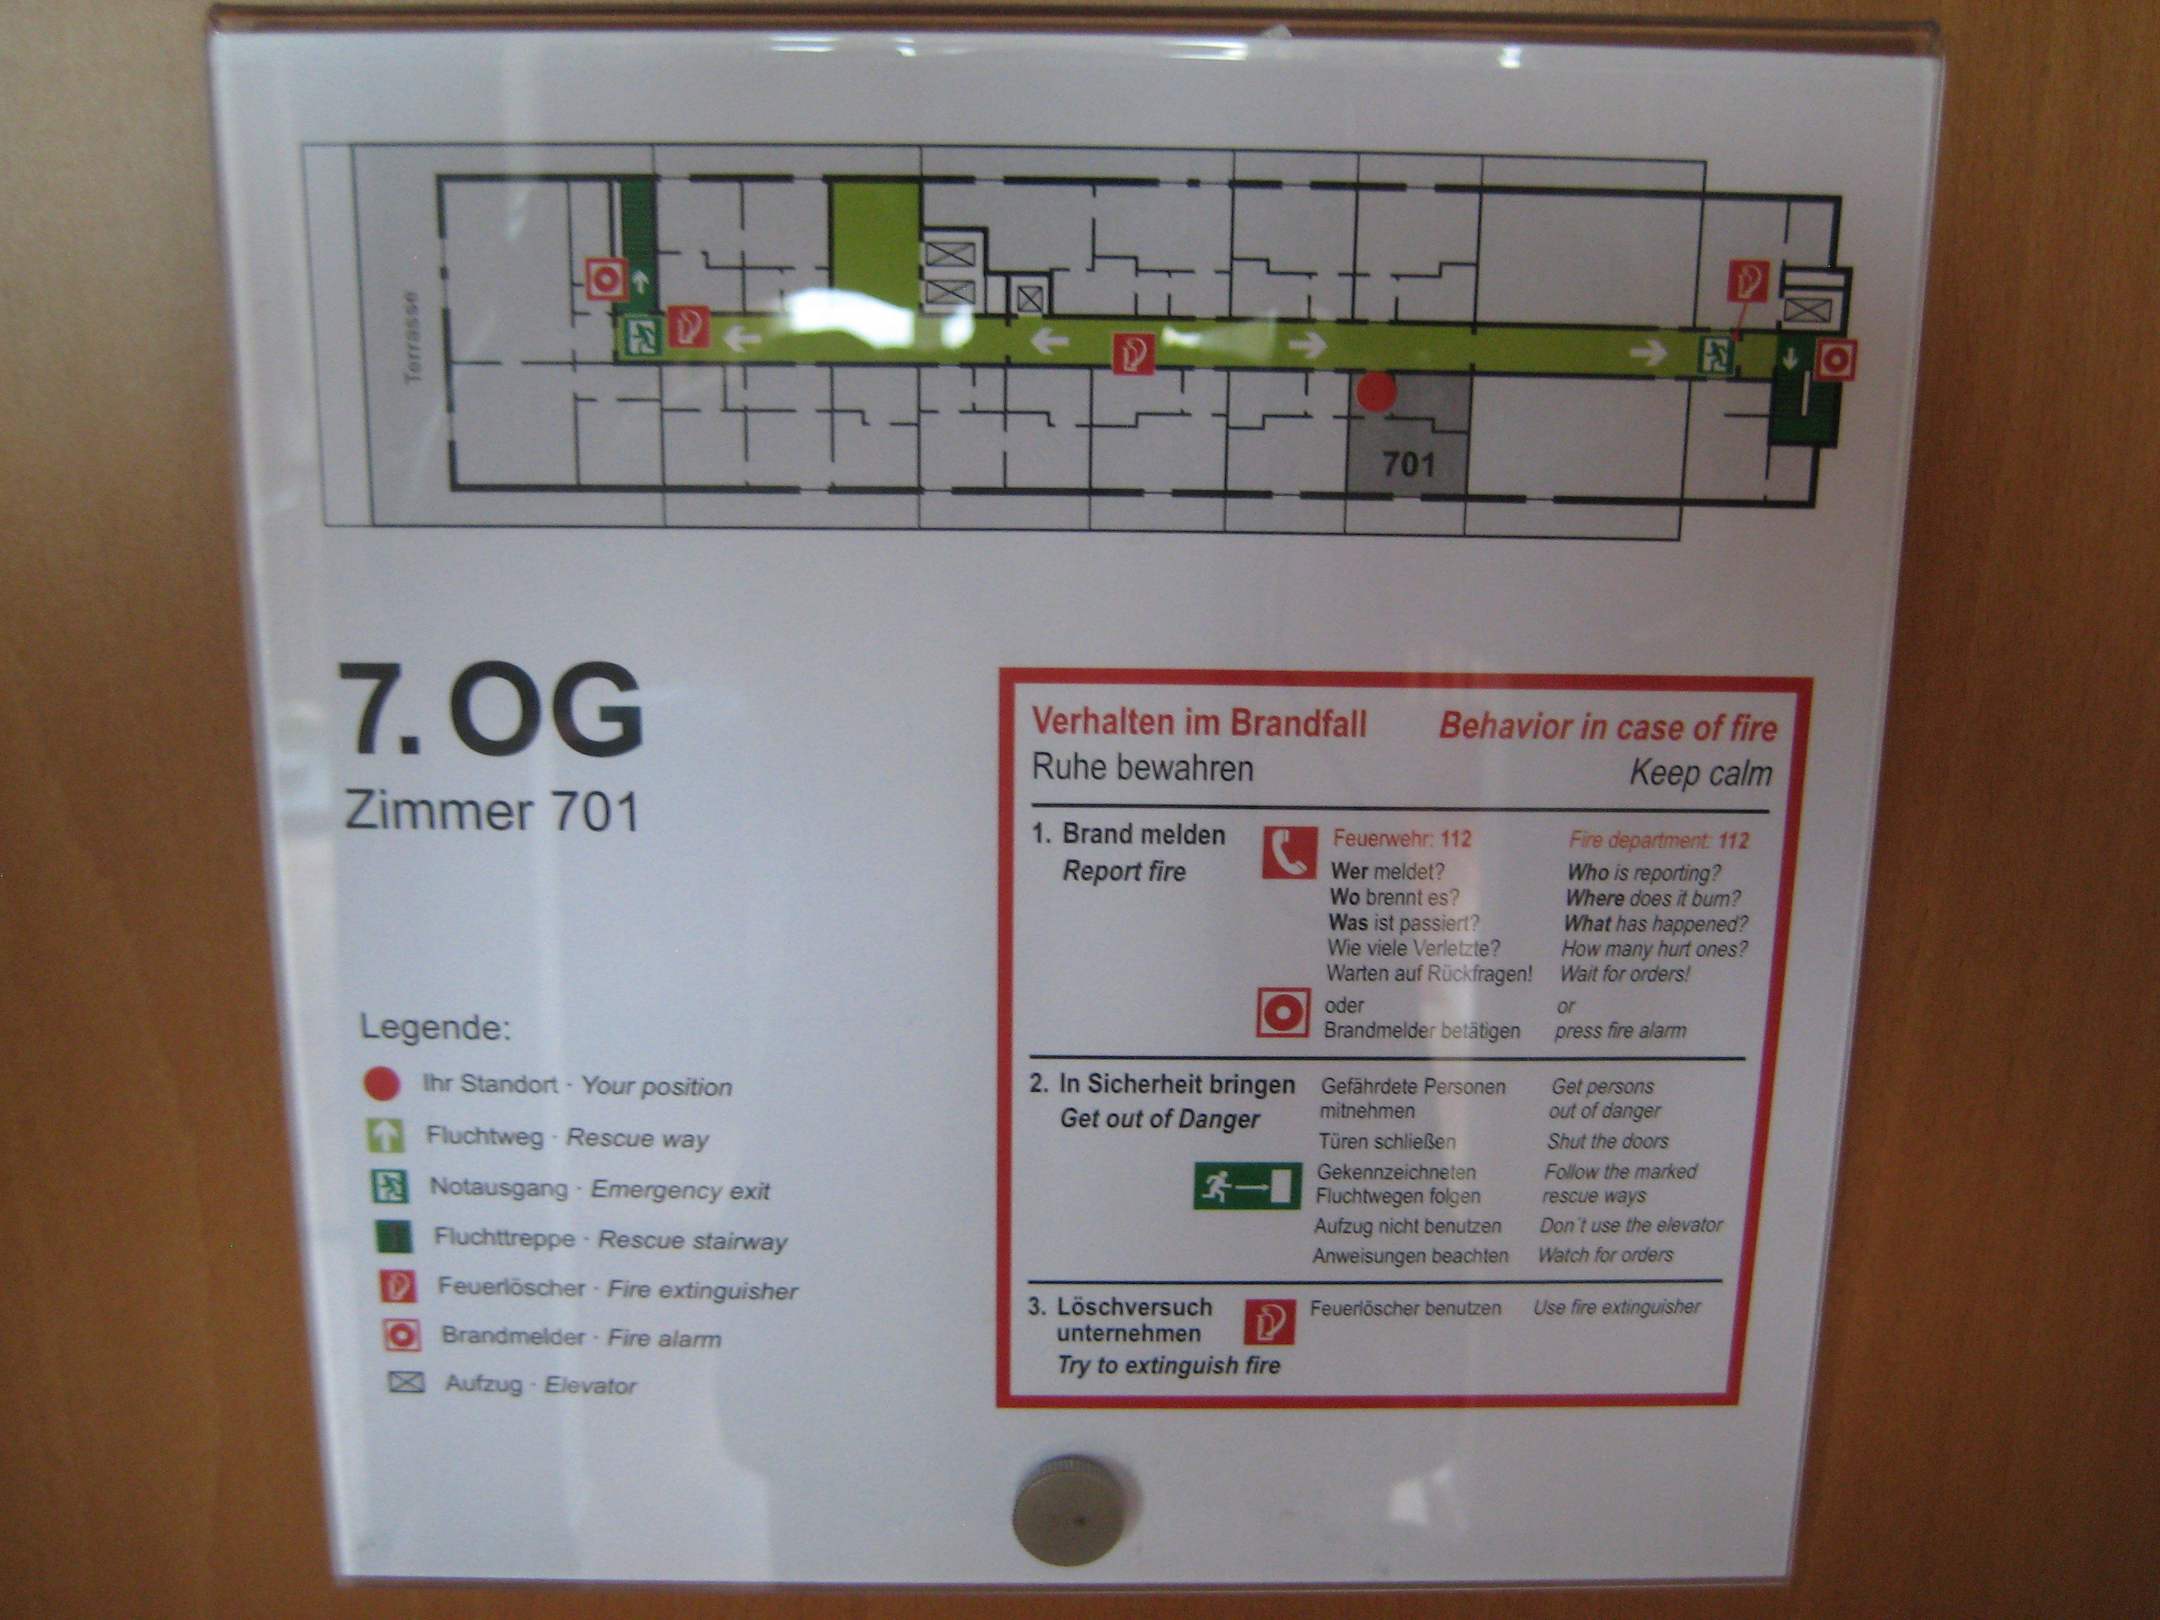 Terrasse
701
7. OG
Zimmer 701
Legende:
Ihr Standort · Your position
Fluchtweg · Rescue way
Notausgang · Emergency exit
Fluchttreppe · Rescue stairway
Feuerlöscher · Fire extinguisher
Brandmelder · Fire alarm
Aufzug · Elevator
Verhalten im Brandfall Behavior in case of fire
Ruhe bewahren Keep calm
1. Brand melden Feuerwehr: 112 Fire department: 112
Report fire Wer meldet? Who is reporting?
Wo brennt es? Where does it burn?
Was ist passiert? What has happened?
Wie viele Verletzte? How many hurt ones?
Warten auf Rückfragen! Wait for orders!
oder or
Brandmelder betätigen press fire alarm
2. In Sicherheit bringen Gefährdete Personen Get persons
Get out of Danger mitnehmen out of danger
Türen schließen Shut the doors
Gekennzeichneten Follow the marked
Fluchtwegen folgen rescue ways
Aufzug nicht benutzen Don´t use the elevator
Anweisungen beachten Watch for orders
3. Löschversuch Feuerlöscher benutzen Use fire extinguisher
unternehmen
Try to extinguish fire